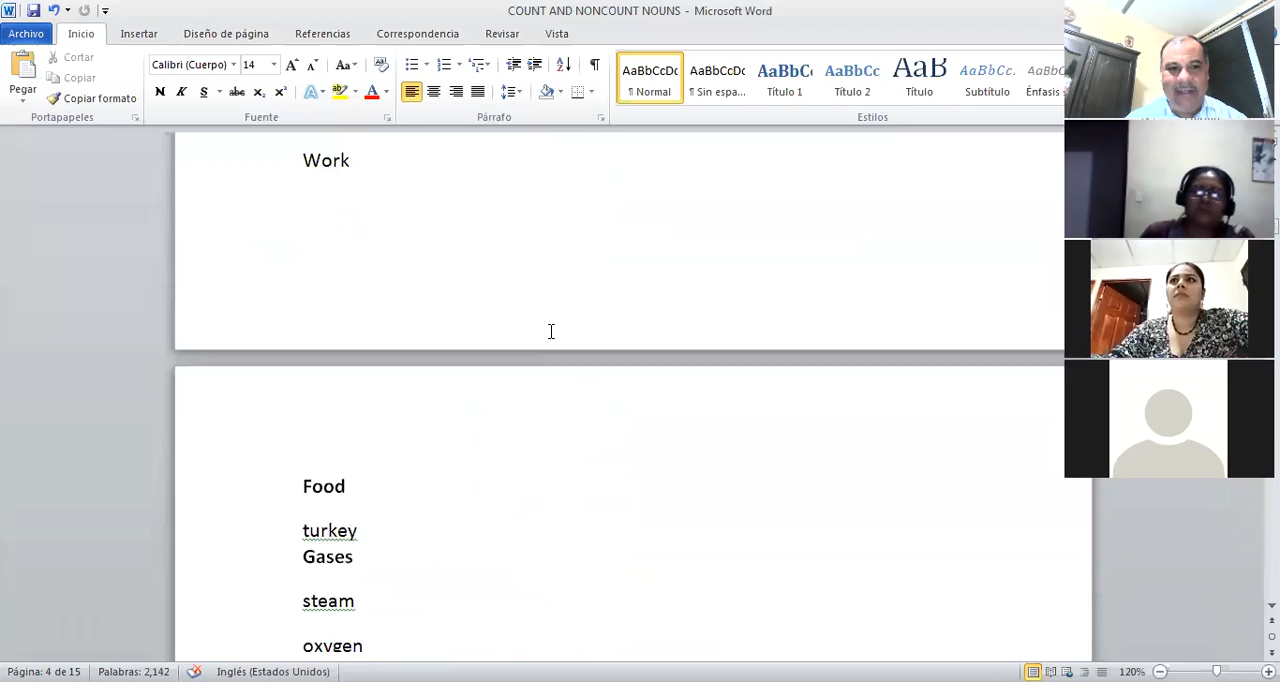 COUNT AND NONCOUNT NOUNS - Microsoft Word
Archivo Inicio Insertar Diseño de página Referencias Correspondencia Revisar Vista
Pegar
Cortar
Copiar
Copiar formato
Portapapeles
Calibri (Cuerpo) 14
Fuente
Párrafo
AaBbCcDc AaBbCcDc AaBbC AaBbCc AaB AaBbCc. AaBbCc
¶ Normal ¶ Sin espa... Título 1 Título 2 Título Subtítulo Énfasis
Estilos
Work
Food
turkey
Gases
steam
oxygen
Página: 4 de 15 Palabras: 2,142 Inglés (Estados Unidos) 120%